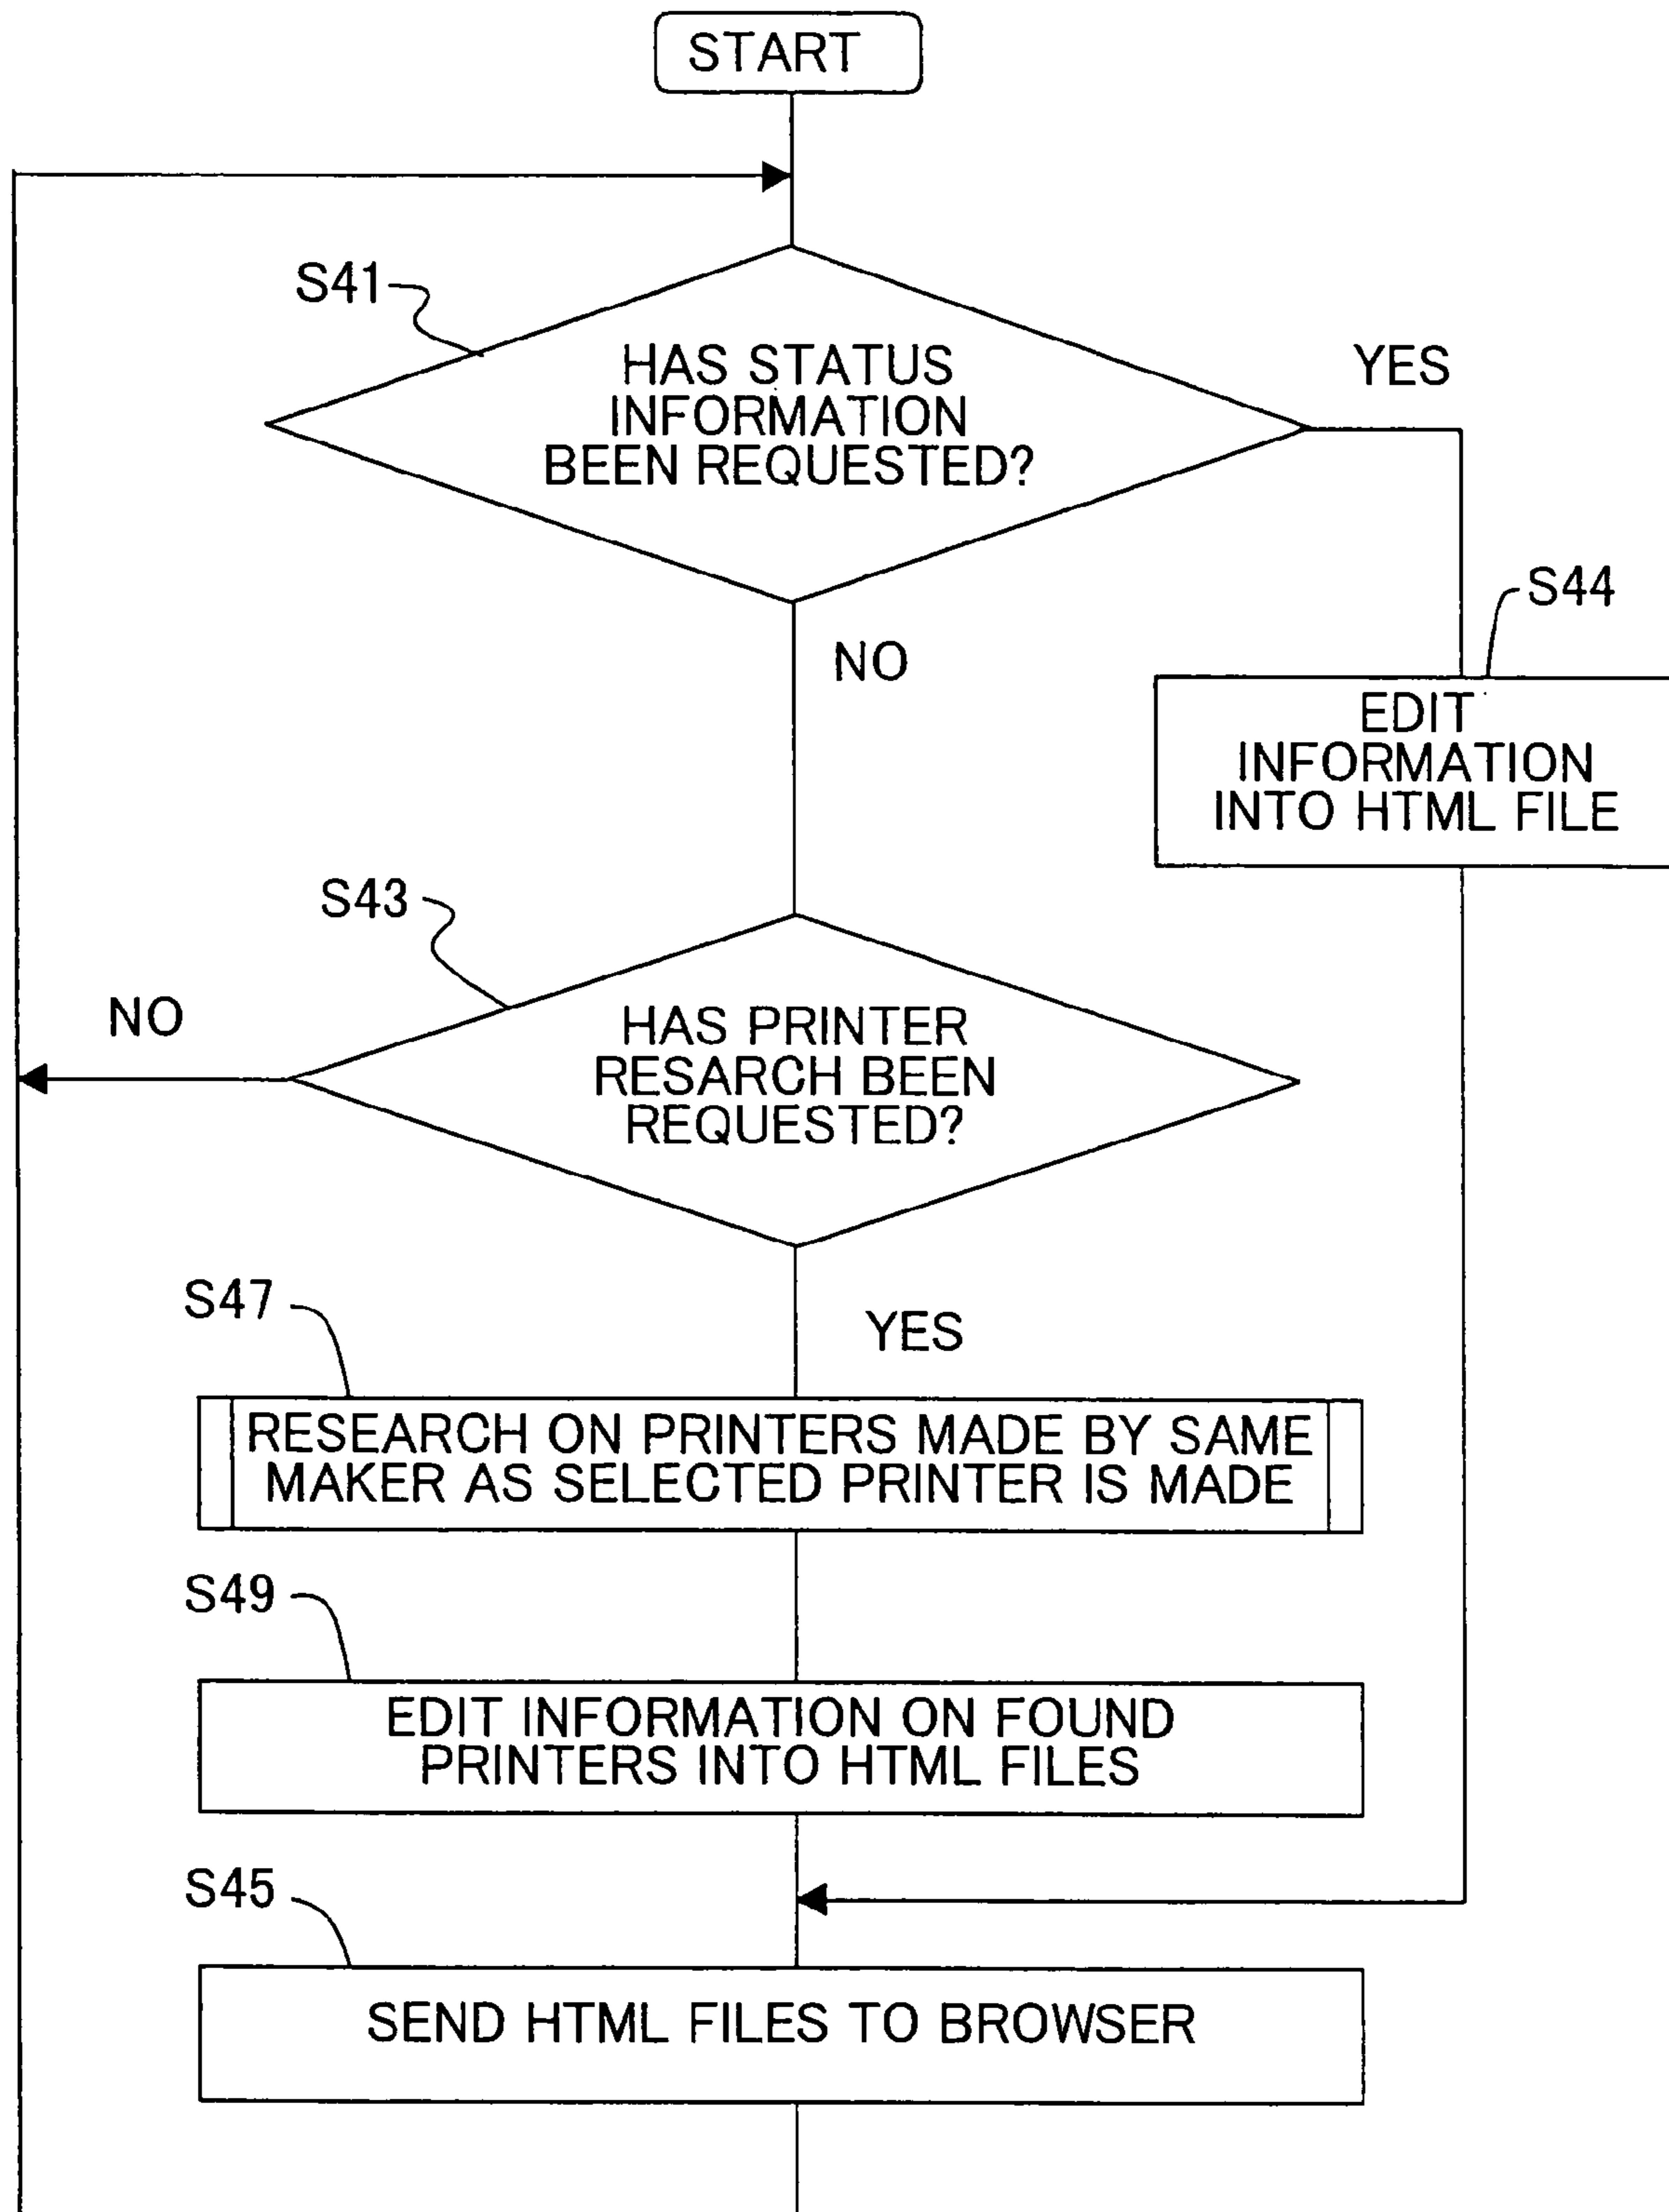 START
S41
HAS STATUS
INFORMATION
BEEN REQUESTED?
YES
S44
NO
EDIT
INFORMATION
INTO HTML FILE
S43
NO
HAS PRINTER
RESARCH BEEN
REQUESTED?
S47
YES
RESEARCH ON PRINTERS MADE BY SAME
MAKER AS SELECTED PRINTER IS MADE
S49
EDIT INFORMATION ON FOUND
PRINTERS INTO HTML FILES
S45
SEND HTML FILES TO BROWSER